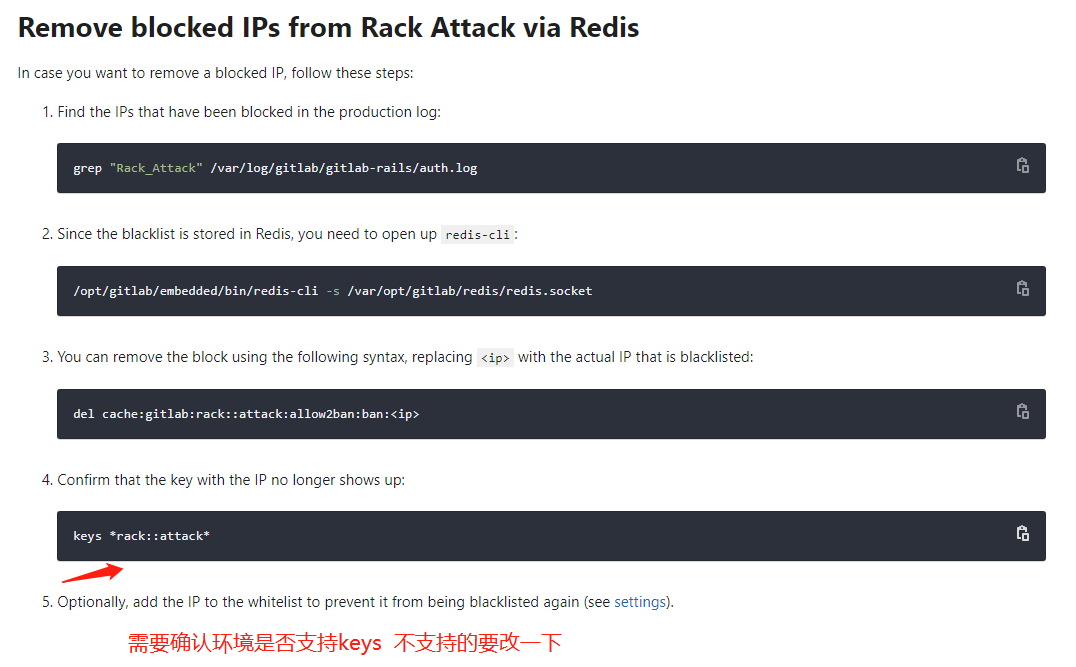 Remove blocked IPs from Rack Attack via Redis
In case you want to remove a blocked IP, follow these steps:
1. Find the IPs that have been blocked in the production log:
grep "Rack_Attack" /var/log/gitlab/gitlab-rails/auth.log
2. Since the blacklist is stored in Redis, you need to open up redis-cli:
/opt/gitlab/embedded/bin/redis-cli -s /var/opt/gitlab/redis/redis.socket
3. You can remove the block using the following syntax, replacing <ip> with the actual IP that is blacklisted:
del cache:gitlab:rack::attack:allow2ban:ban:<ip>
4. Confirm that the key with the IP no longer shows up:
keys *rack::attack*
5. Optionally, add the IP to the whitelist to prevent it from being blacklisted again (see settings).
需要确认环境是否支持keys 不支持的要改一下